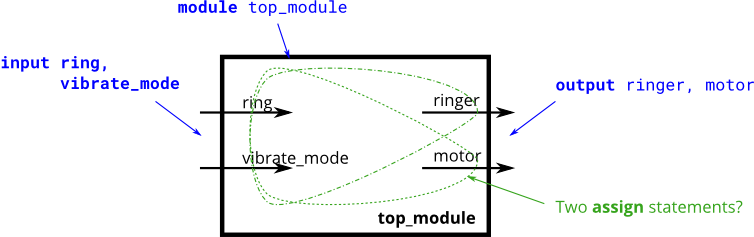 module top_module
input ring,
vibrate_mode
output ringer, motor
ring
ringer
vibrate_mode
motor
Two assign statements?
top_module